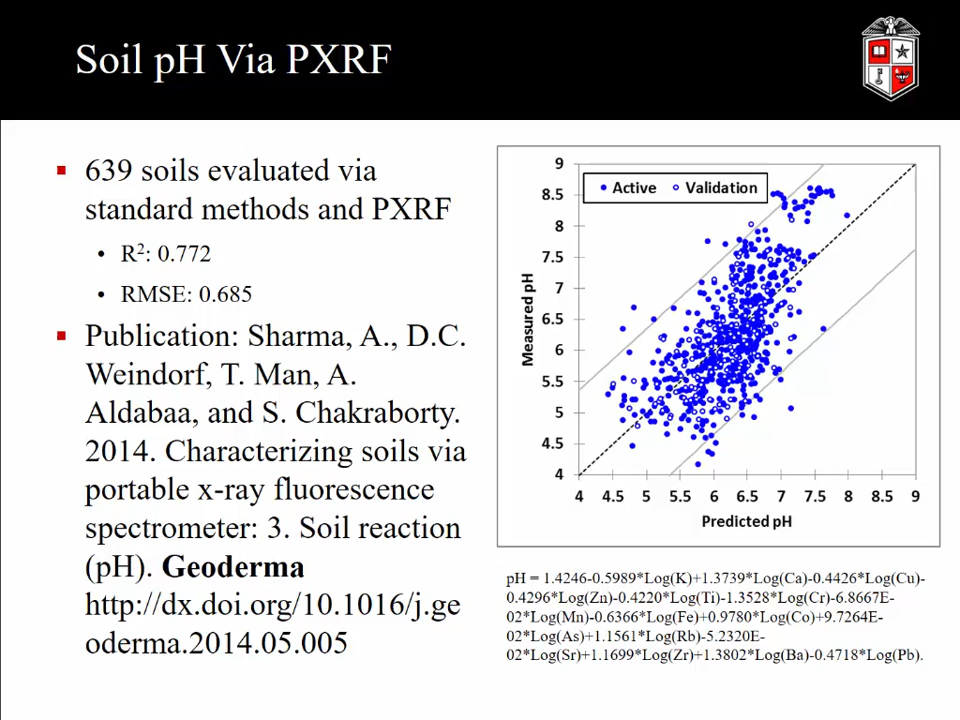 Soil pH Via PXRF
639 soils evaluated via
standard methods and PXRF
R2: 0.772
RMSE: 0.685
Publication: Sharma, A., D.C.
Weindorf, T. Man, A.
Aldabaa, and S. Chakraborty.
2014. Characterizing soils via
portable x-ray fluorescence
spectrometer: 3. Soil reaction
(pH). Geoderma
http://dx.doi.org/10.1016/j.ge
oderma.2014.05.005
Active Validation
Measured pH
9
8.5
8
7.5
7
6.5
6
5.5
5
4.5
4
4 4.5 5 5.5 6 6.5 7 7.5 8 8.5 9
Predicted pH
pH = 1.4246-0.5989*Log(K)+1.3739*Log(Ca)-0.4426*Log(Cu)-
0.4296*Log(Zn)-0.4220*Log(Ti)-1.3528*Log(Cr)-6.8667E-
02*Log(Mn)-0.6366*Log(Fe)+0.9780*Log(Co)+9.7264E-
02*Log(As)+1.1561*Log(Rb)-5.2320E-
02*Log(Sr)+1.1699*Log(Zr)+1.3802*Log(Ba)-0.4718*Log(Pb).